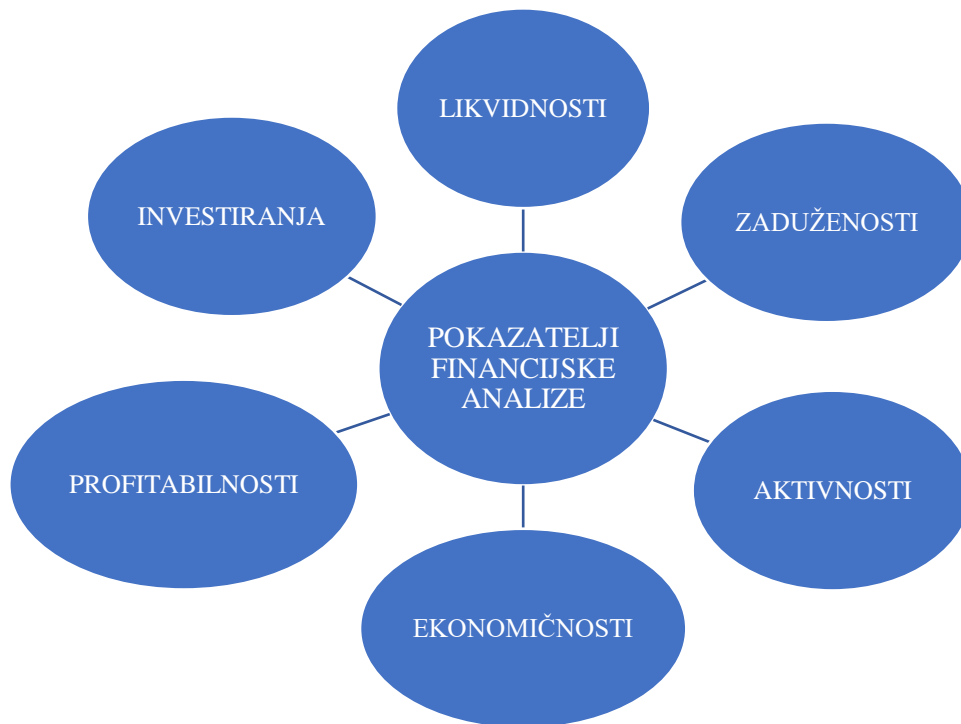 LIKVIDNOSTI
INVESTIRANJA
ZADUŽENOSTI
POKAZATELJI
FINANCIJSKE
ANALIZE
PROFITABILNOSTI
AKTIVNOSTI
EKONOMIČNOSTI